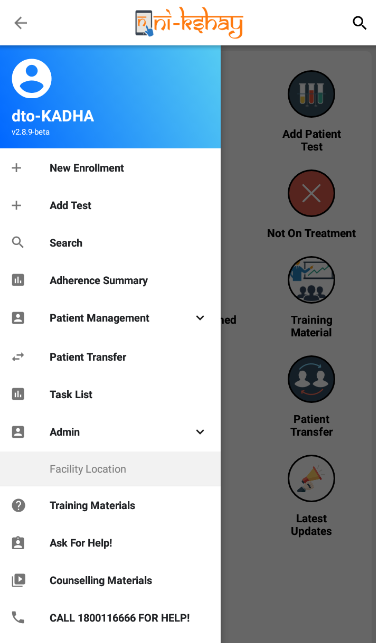 ni-kshay
dto-KADHA
v2.8.9-beta
New Enrollment
Add Test
Search
Adherence Summary
Patient Management
Patient Transfer
Task List
Admin
Facility Location
Training Materials
Ask For Help!
Counselling Materials
CALL 1800116666 FOR HELP!
Add Patient
Test
Not On Treatment
ned
Training
Material
Patient
Transfer
Latest
Updates